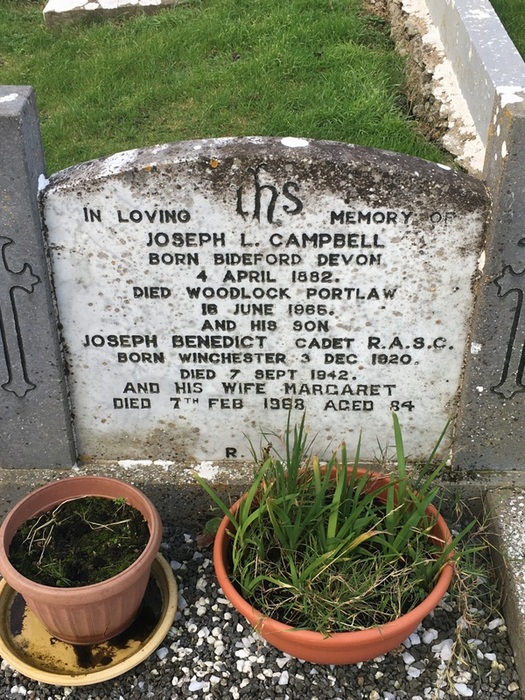 ihs
IN LOVING MEMORY OF
JOSEPH L. CAMPBELL
BORN BIDEFORD DEVON
4 APRIL 1882.
DIED WOODLOCK PORTLAW
16 JUNE 1965.
AND HIS SON
JOSEPH BENEDICT CADET R.A.S.C.
BORN WINCHESTER 3 DEC 1920.
DIED 7 SEPT 1942.
AND HIS WIFE MARGARET
DIED 7TH FEB 1968 AGED 84
R.